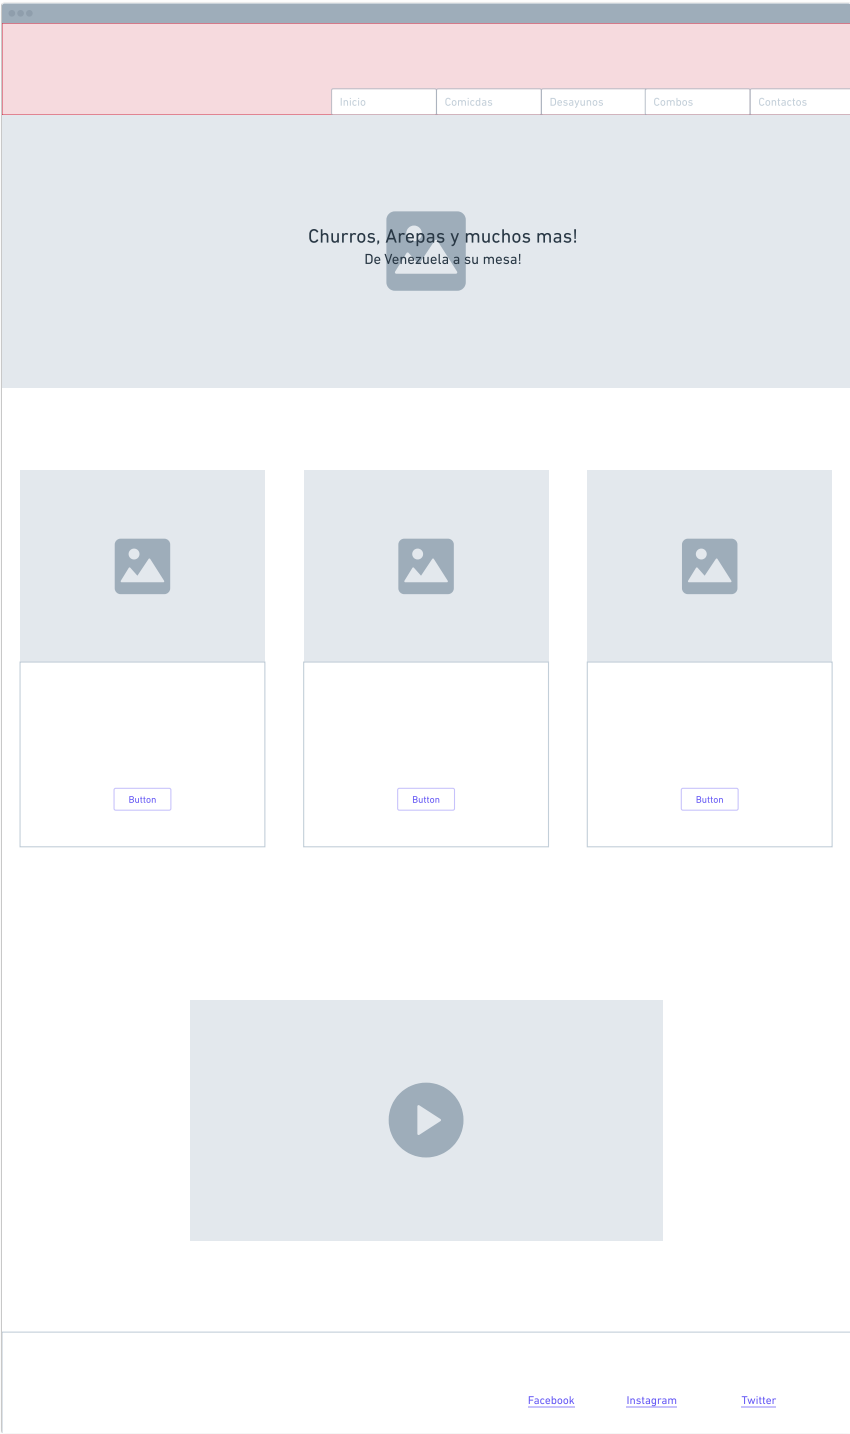 Inicio
Comicdas
Desayunos
Combos
Contactos
Churros, Arepas y muchos mas!
De Venezuela a su mesa!
Button
Button
Button
Facebook
Instagram
Twitter